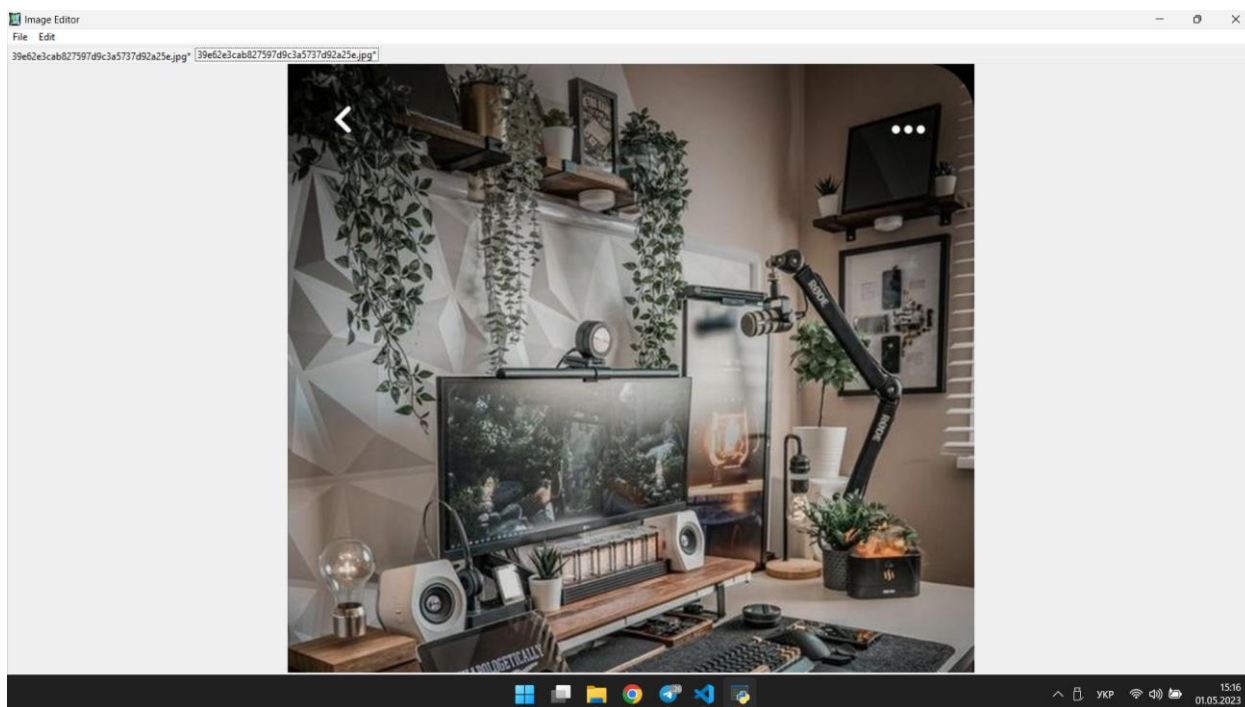 Image Editor
File Edit
39e62e3cab827597d9c3a5737d92a25e.jpg* 39e62e3cab827597d9c3a5737d92a25e.jpg*
RØDE
RØDE
УКР
15:16
01.05.2023